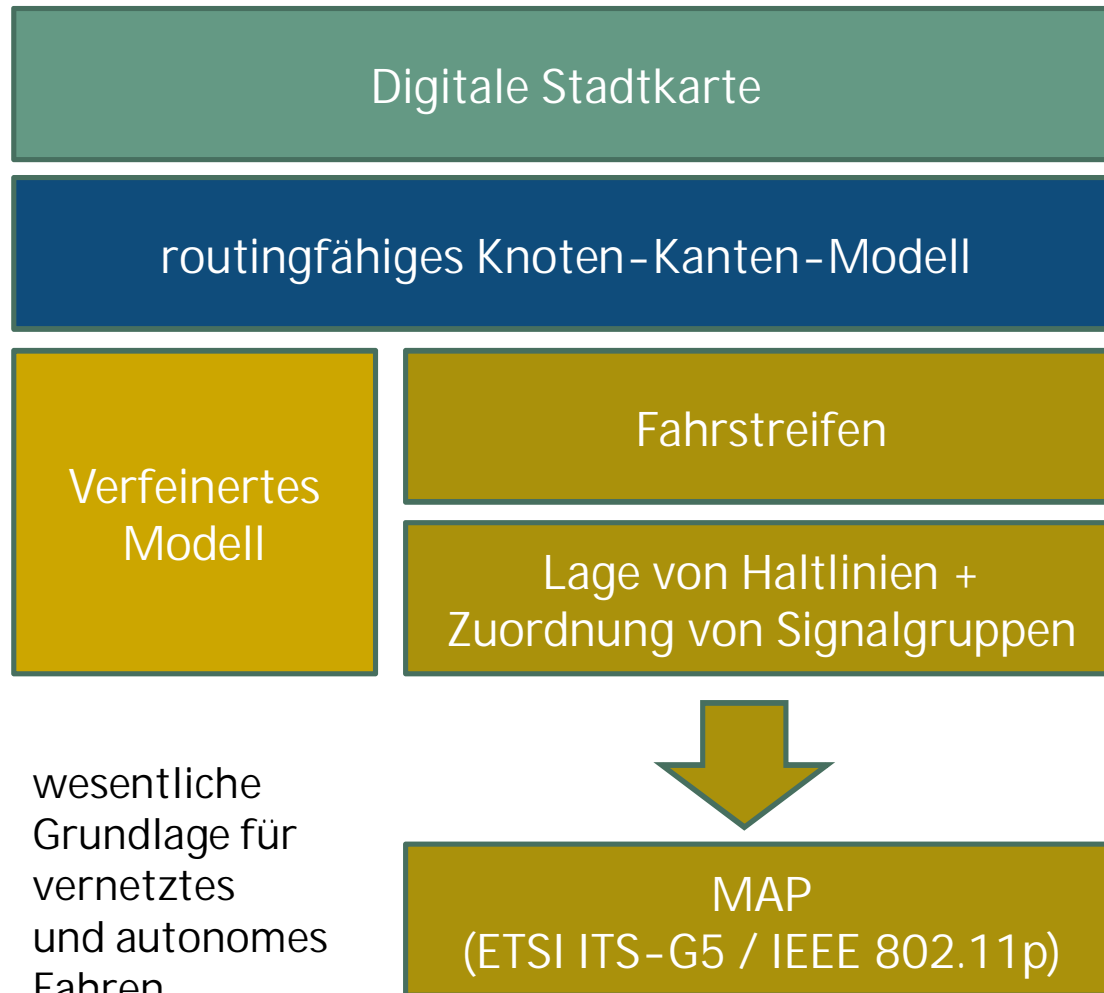 Digitale Stadtkarte
routingfähiges Knoten-Kanten-Modell
Verfeinertes
Modell
Fahrstreifen
Lage von Haltlinien +
Zuordnung von Signalgruppen
wesentliche
Grundlage für
vernetztes
und autonomes
Fahren
MAP
(ETSI ITS-G5 / IEEE 802.11p)